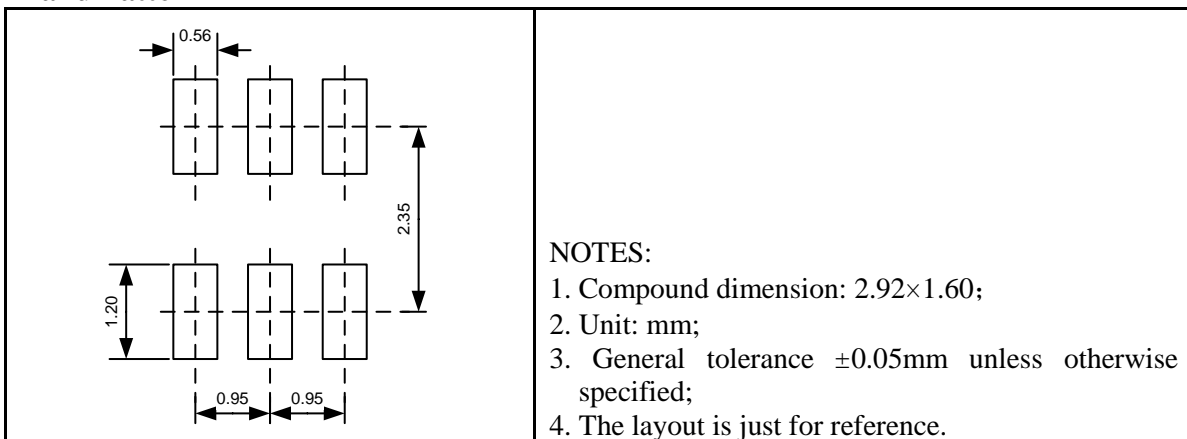 0.56
2.35
1.20
0.95 0.95
NOTES:
1. Compound dimension: 2.92×1.60；
2. Unit: mm;
3. General tolerance ±0.05mm unless otherwise
specified;
4. The layout is just for reference.